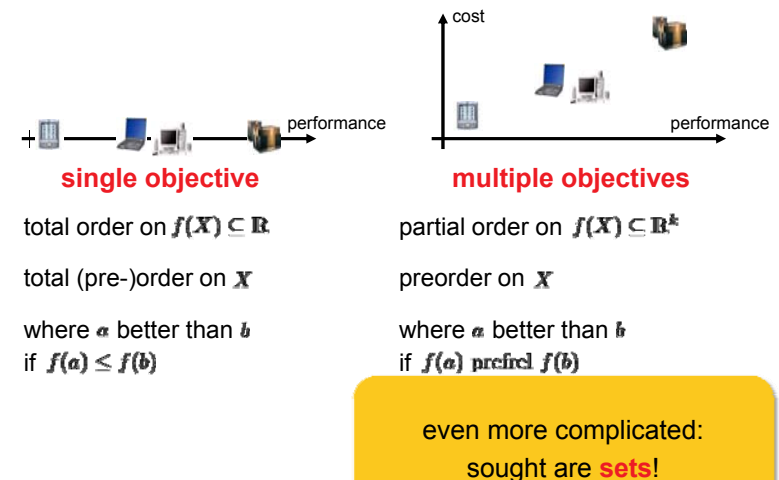 performance
single objective
total order on f(X) ⊆ ℝ
total (pre-)order on X
where a better than b
if f(a) ≤ f(b)
cost
performance
multiple objectives
partial order on f(X) ⊆ ℝᵏ
preorder on X
where a better than b
if f(a) prefrel f(b)
even more complicated:
sought are sets!